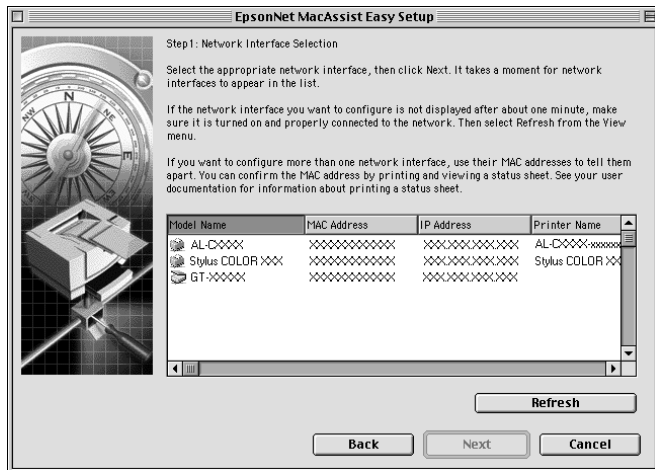 EpsonNet MacAssist Easy Setup
Step1: Network Interface Selection
Select the appropriate network interface, then click Next. It takes a moment for network
interfaces to appear in the list.
If the network interface you want to configure is not displayed after about one minute, make
sure it is turned on and properly connected to the network. Then select Refresh from the View
menu.
If you want to configure more than one network interface, use their MAC addresses to tell them
apart. You can confirm the MAC address by printing and viewing a status sheet. See your user
documentation for information about printing a status sheet.
Model Name MAC Address IP Address Printer Name
AL-CXXXX XXXXXXXXXXXX XXX.XXX.XXX.XXX AL-CXXXX-xxxxxx
Stylus COLOR XXX XXXXXXXXXXXX XXX.XXX.XXX.XXX Stylus COLOR XX
GT-XXXXX XXXXXXXXXXXX XXX.XXX.XXX.XXX
Refresh
Back Next Cancel
N
NE
E